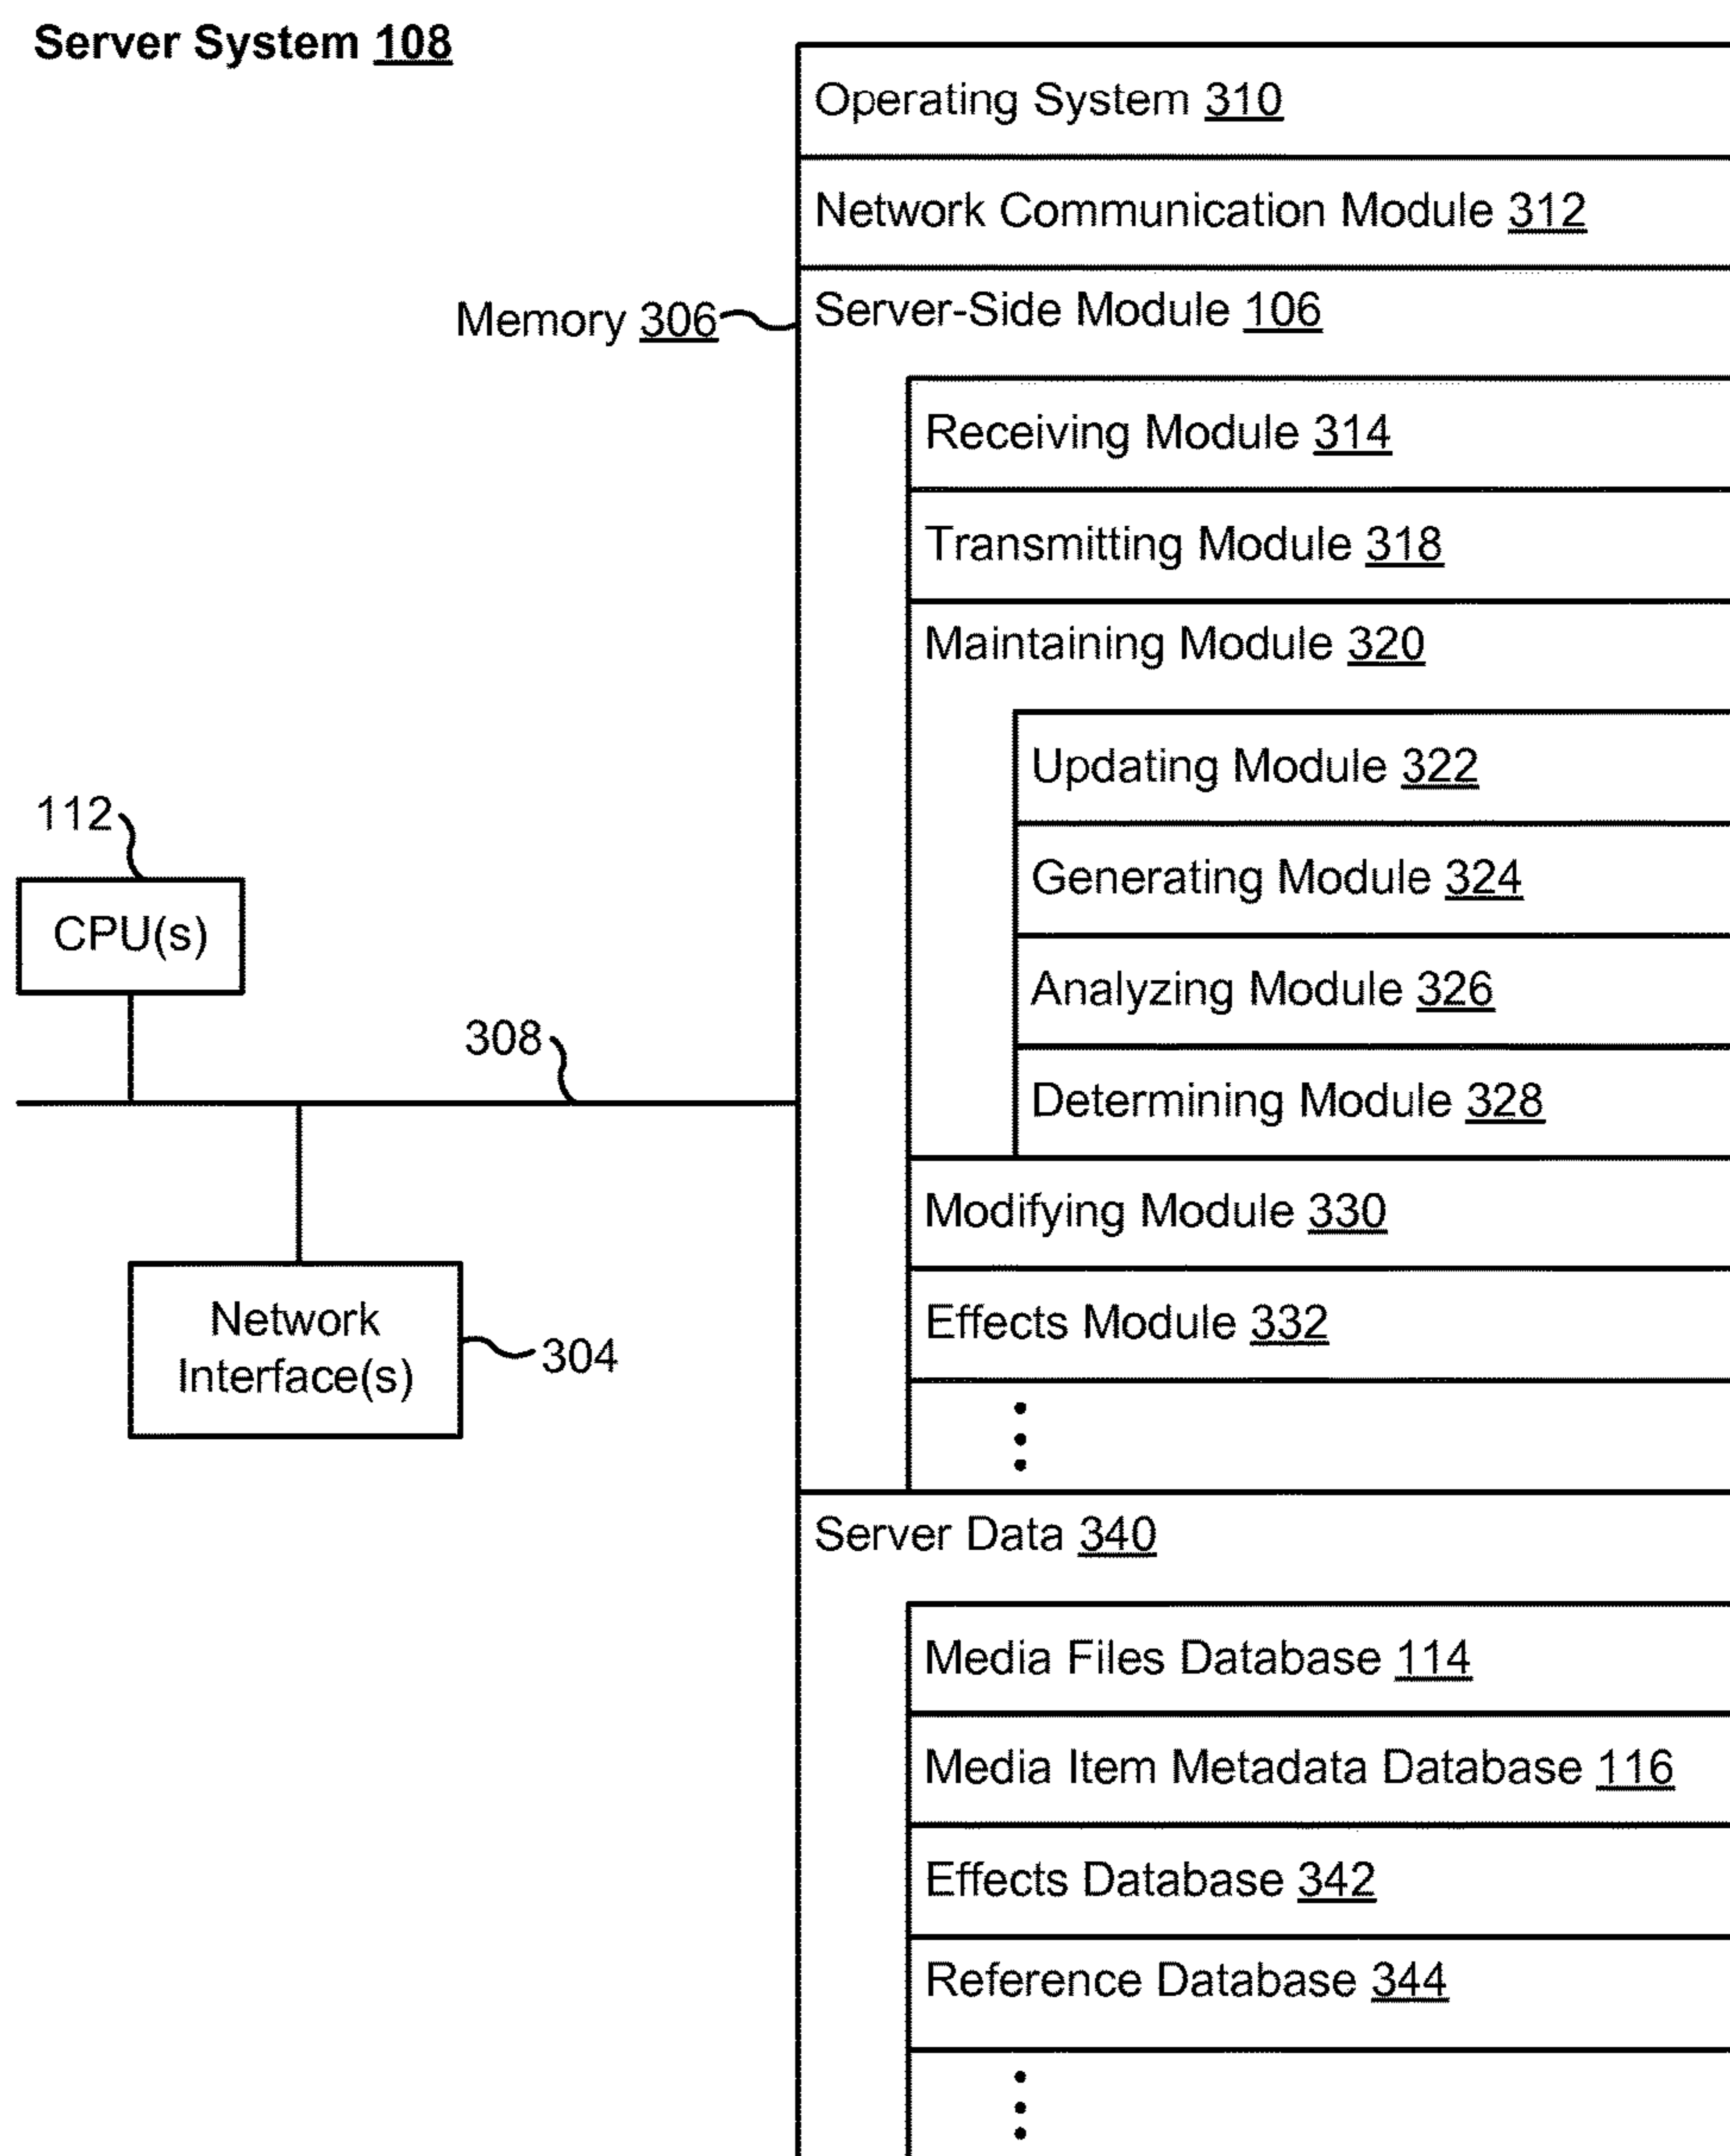 Server System 108
Operating System 310
Network Communication Module 312
Memory 306
Server-Side Module 106
Receiving Module 314
Transmitting Module 318
Maintaining Module 320
Updating Module 322
Generating Module 324
Analyzing Module 326
Determining Module 328
112
CPU(s)
308
Network
Interface(s)
304
Modifying Module 330
Effects Module 332
Server Data 340
Media Files Database 114
Media Item Metadata Database 116
Effects Database 342
Reference Database 344